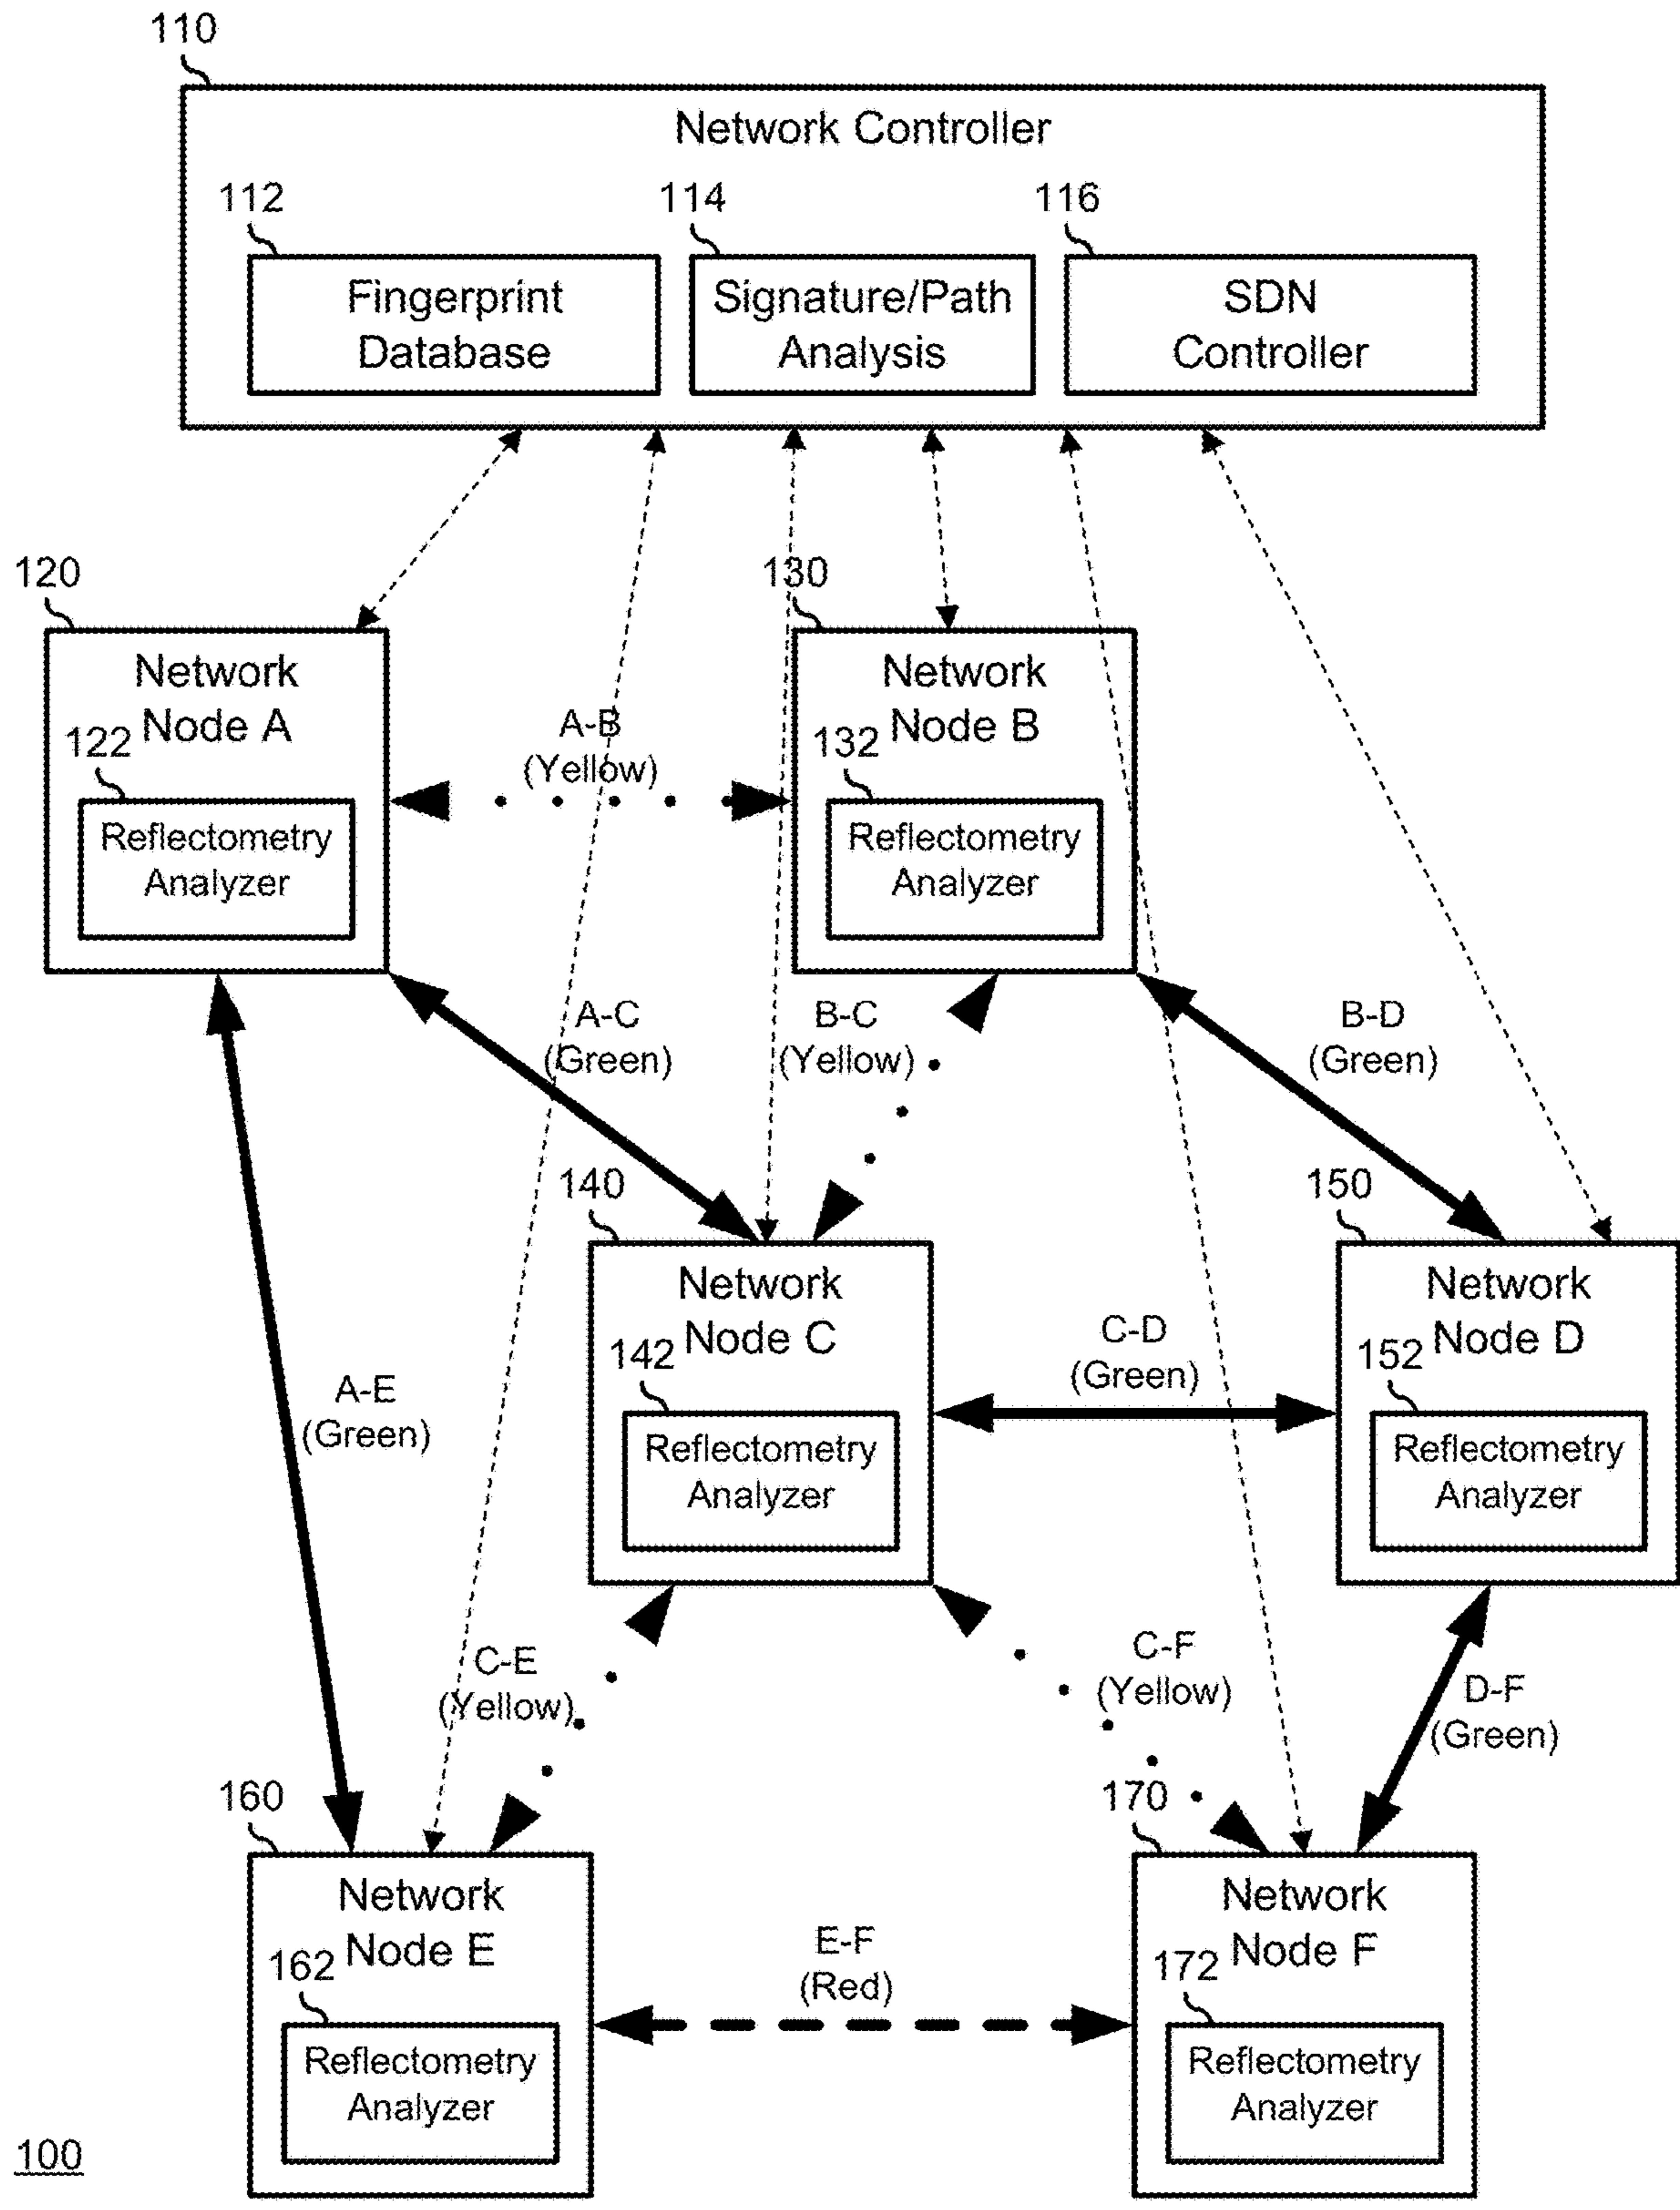 110
Network Controller
112
114
116
Fingerprint
Database
Signature/Path
Analysis
SDN
Controller
120
130
Network
Node A
122
Reflectometry
Analyzer
A-B
(Yellow)
Network
Node B
132
Reflectometry
Analyzer
A-C
(Green)
B-C
(Yellow)
B-D
(Green)
140
150
Network
Node C
142
Reflectometry
Analyzer
C-D
(Green)
Network
Node D
152
Reflectometry
Analyzer
A-E
(Green)
C-E
(Yellow)
C-F
(Yellow)
D-F
(Green)
160
170
Network
Node E
162
Reflectometry
Analyzer
E-F
(Red)
Network
Node F
172
Reflectometry
Analyzer
100